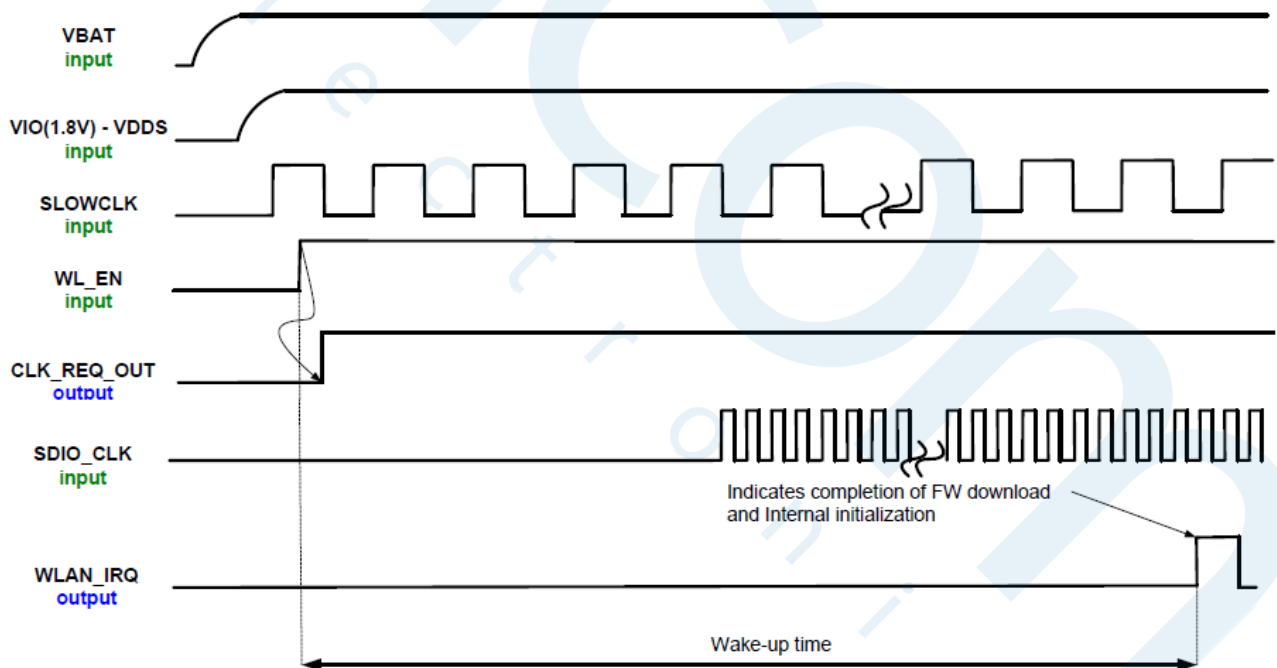 VBAT
input
VIO(1.8V) - VDDS
input
SLOWCLK
input
WL_EN
input
CLK_REQ_OUT
output
SDIO_CLK
input
Indicates completion of FW download
and Internal initialization
WLAN_IRQ
output
Wake-up time